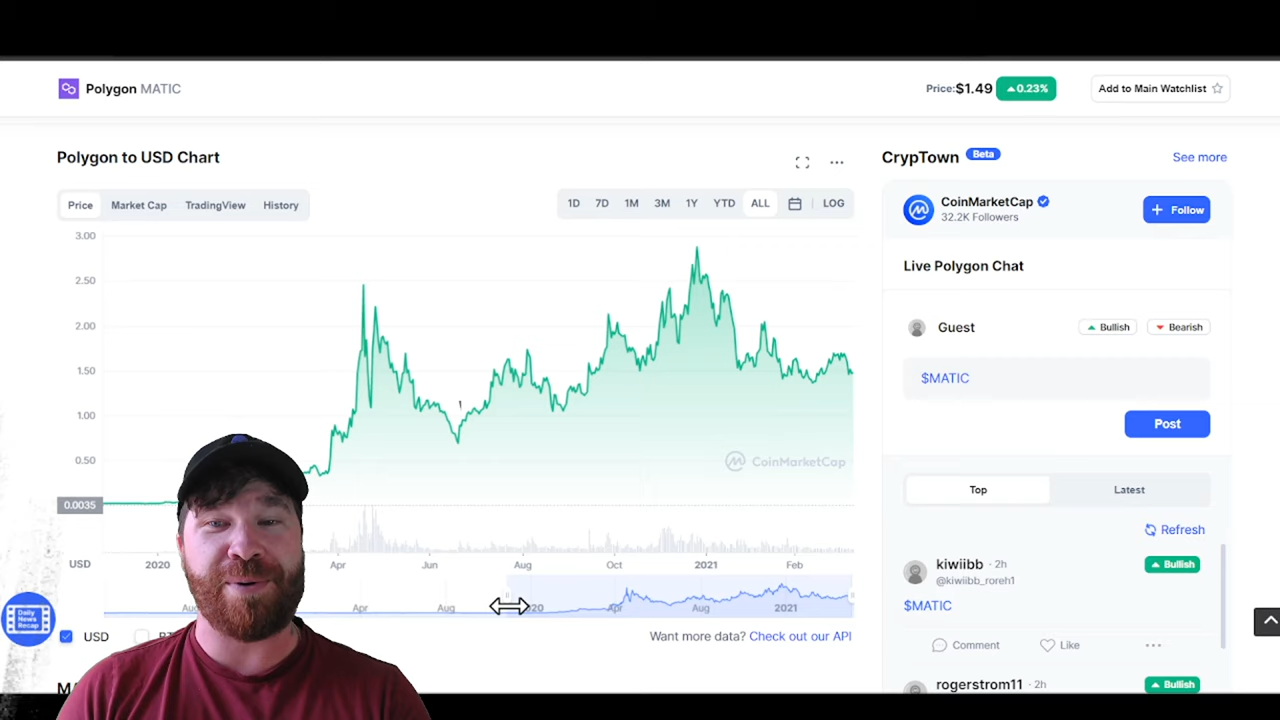 Polygon MATIC
Price: $1.49 ▲0.23%
Add to Main Watchlist
Polygon to USD Chart
CrypTown Beta
See more
Price Market Cap TradingView History
1D 7D 1M 3M 1Y YTD ALL LOG
CoinMarketCap
32.2K Followers
+ Follow
3.00
2.50
2.00
1.50
1.00
0.50
0.0035
CoinMarketCap
Live Polygon Chat
Guest
Bullish
Bearish
$MATIC
Post
Top
Latest
Refresh
USD 2020 Apr Jun Aug Oct 2021 Feb
Apr Aug Apr Aug 2021
kiwiibb · 2h
Bullish
@kiwiibb_roreh1
$MATIC
Comment
Like
Daily
News
Recap
USD
Want more data? Check out our API
rogerstrom11 · 2h
Bullish